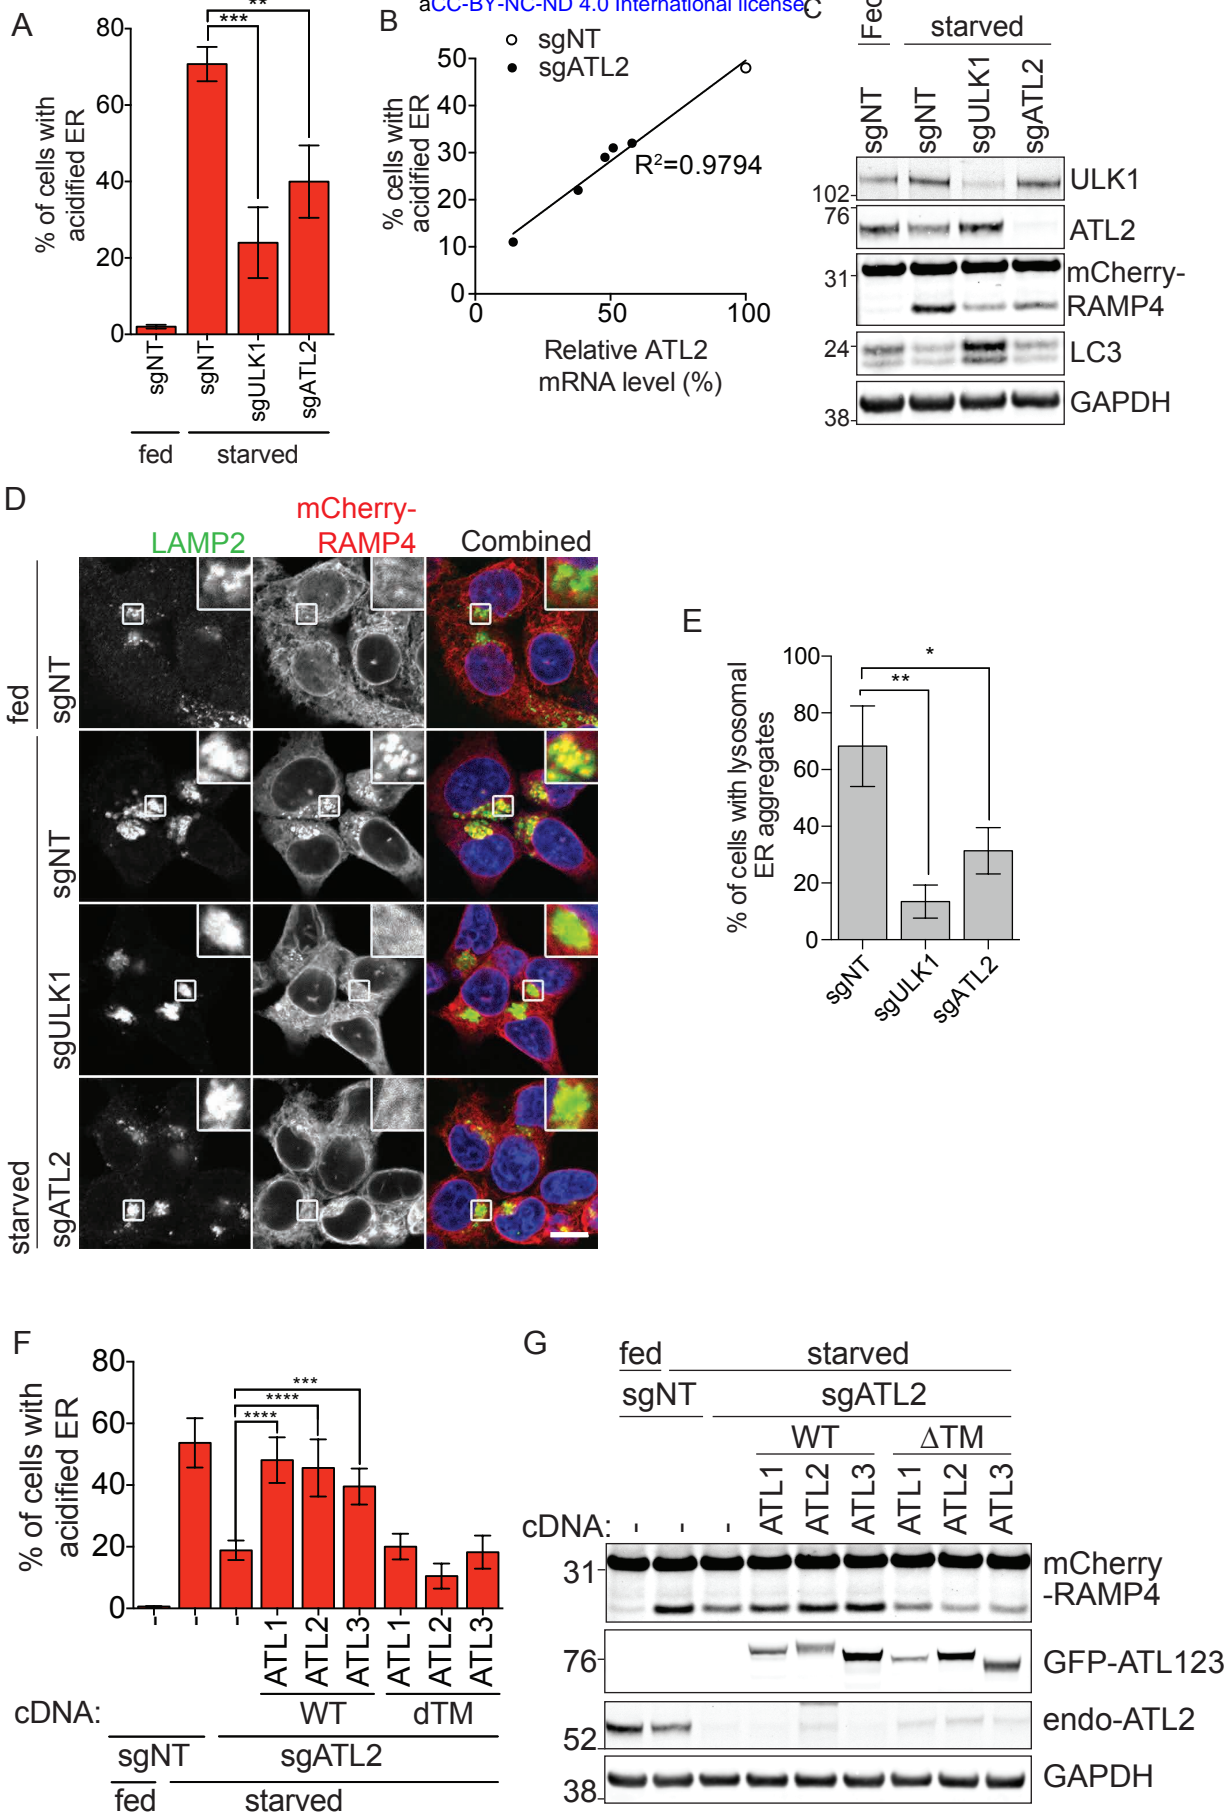 aCC-BY-NC-ND 4.0 International license.
A
% of cells with
acidified ER
80
60
40
20
0
**
***
sgNT
sgNT
sgULK1
sgATL2
fed
starved
B
sgNT
sgATL2
% cells with
acidified ER
50
40
30
20
10
0
R²=0.9794
0
50
100
Relative ATL2
mRNA level (%)
C
Fed
starved
sgNT
sgNT
sgULK1
sgATL2
102
ULK1
76
ATL2
31
mCherry-
RAMP4
24
LC3
38
GAPDH
D
LAMP2
mCherry-
RAMP4
Combined
fed
sgNT
starved
sgNT
sgULK1
sgATL2
E
% of cells with lysosomal
ER aggregates
100
80
60
40
20
0
*
**
sgNT
sgULK1
sgATL2
F
% of cells with
acidified ER
80
60
40
20
0
***
****
****
cDNA:
-
-
-
ATL1
ATL2
ATL3
ATL1
ATL2
ATL3
WT
dTM
sgNT
sgATL2
fed
starved
G
fed
starved
sgNT
sgATL2
WT
ΔTM
cDNA:
-
-
-
ATL1
ATL2
ATL3
ATL1
ATL2
ATL3
31
mCherry
-RAMP4
76
GFP-ATL123
52
endo-ATL2
38
GAPDH